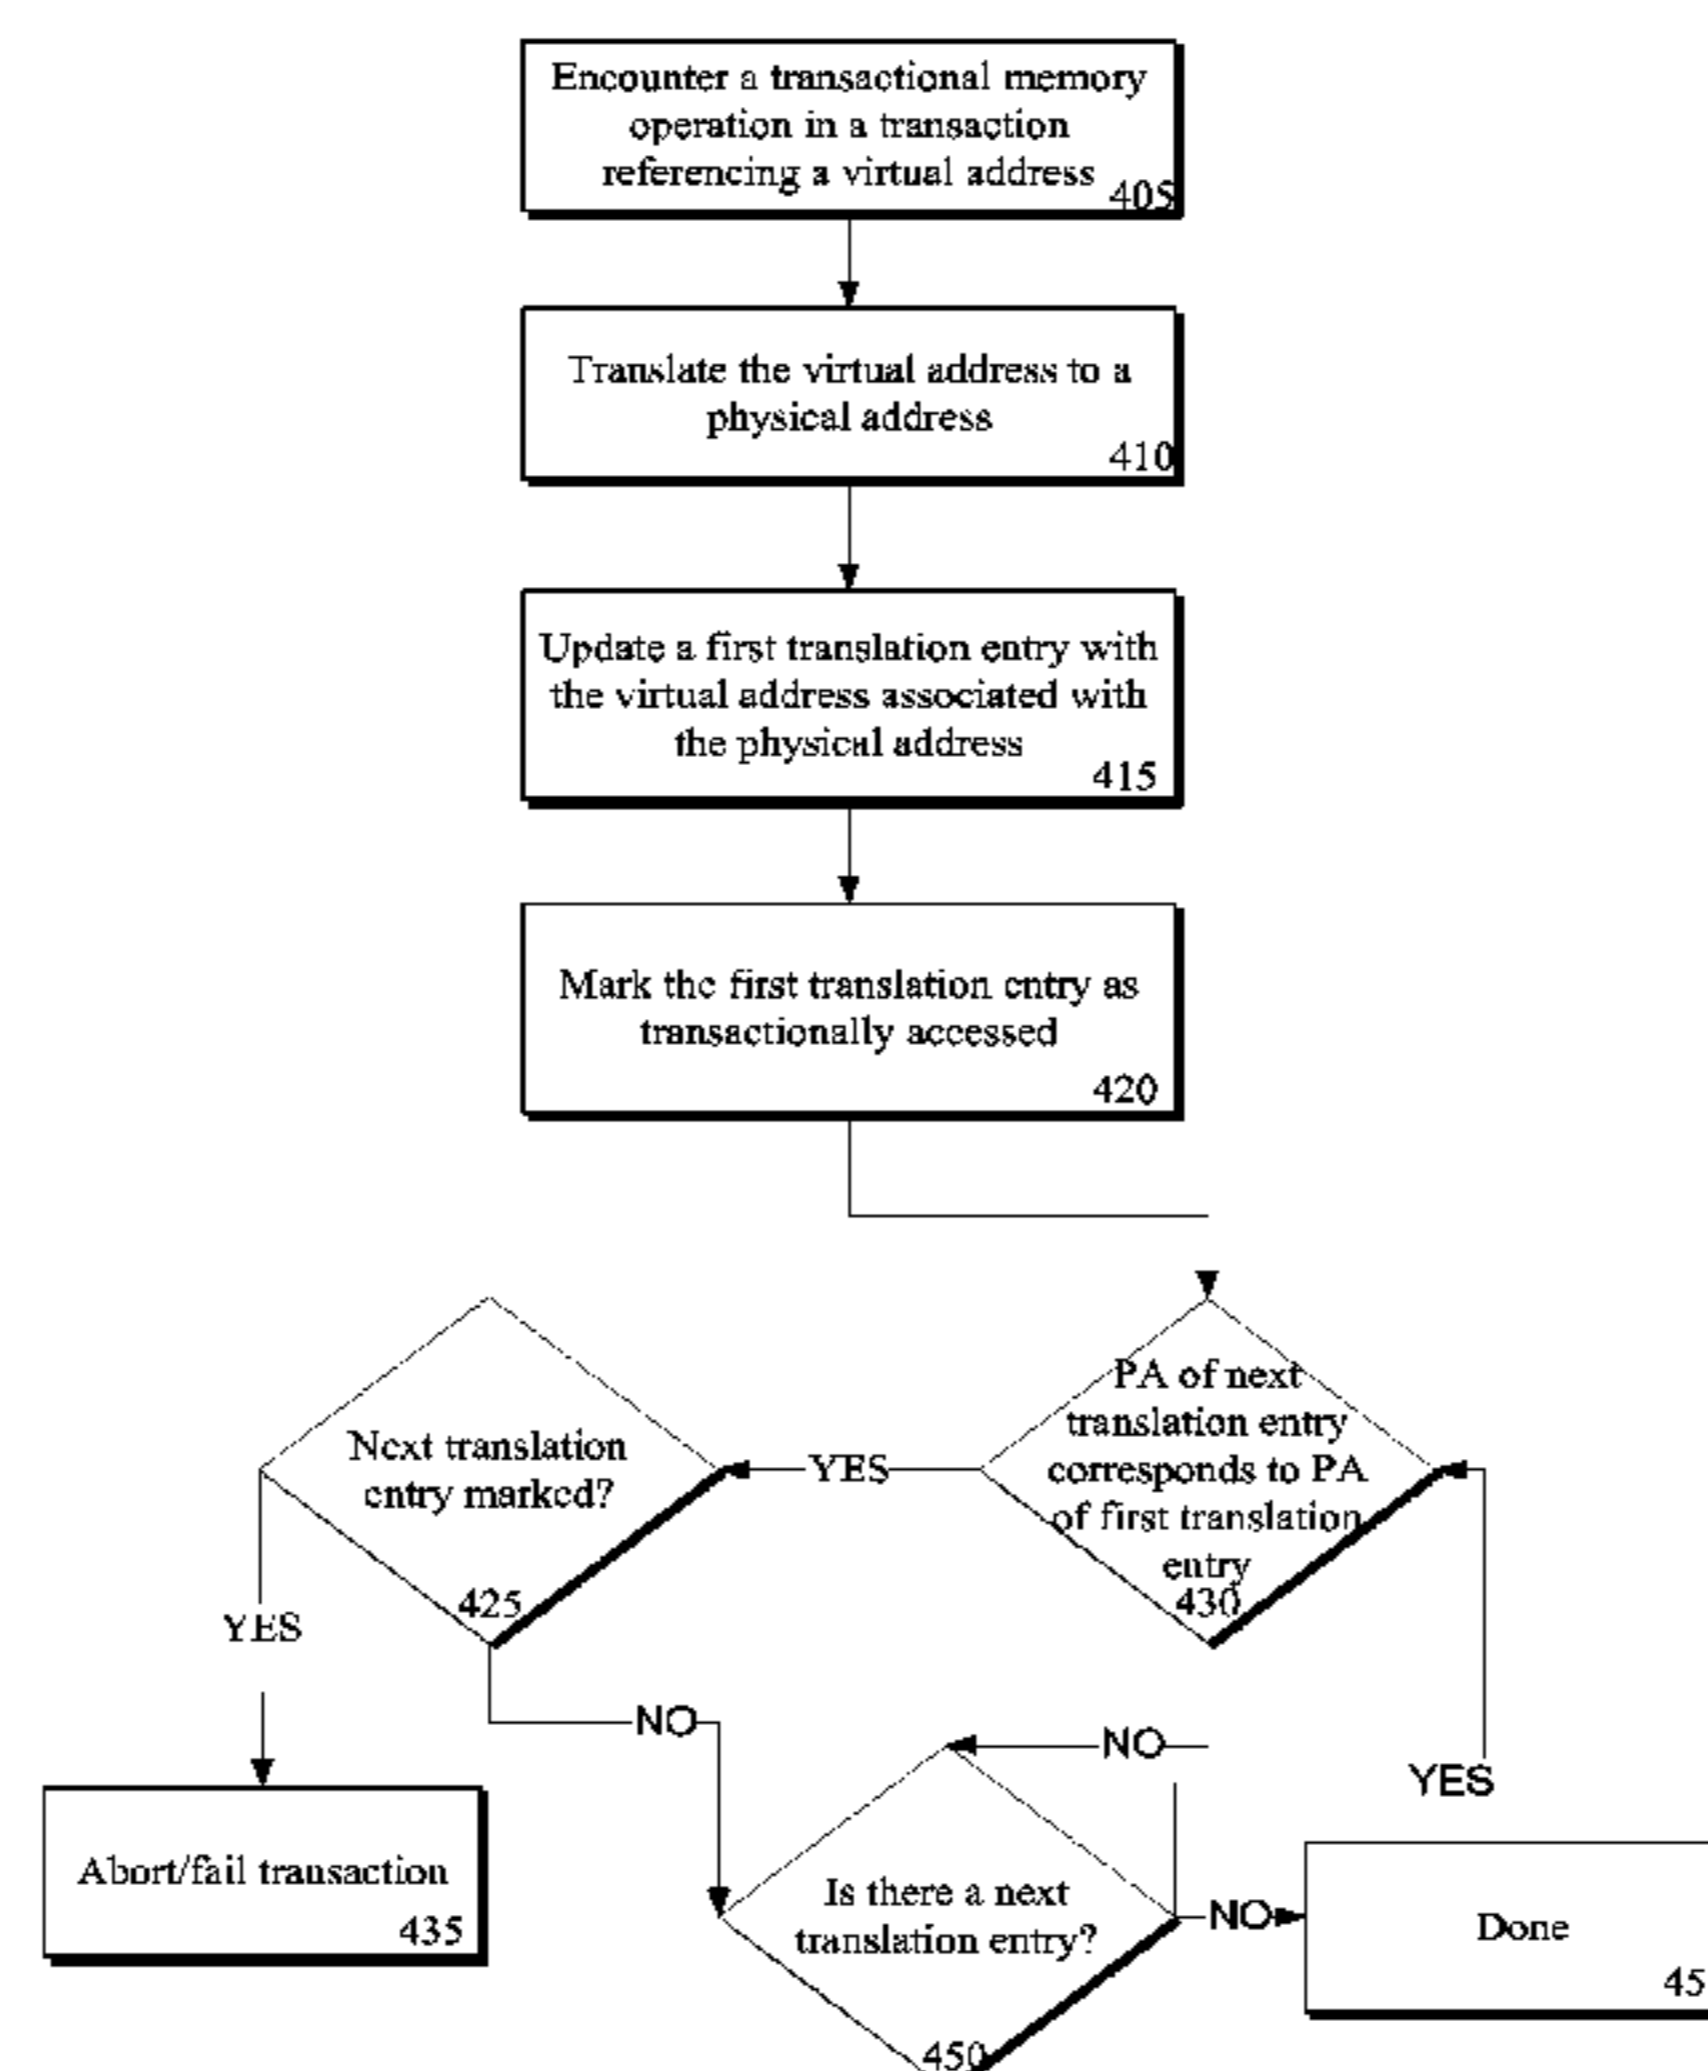 Encounter a transactional memory
operation in a transaction
referencing a virtual address
405
Translate the virtual address to a
physical address
410
Update a first translation entry with
the virtual address associated with
the physical address
415
Mark the first translation entry as
transactionally accessed
420
PA of next
translation entry
corresponds to PA
of first translation
entry
430
YES
Next translation
entry marked?
425
YES
NO
NO
YES
Abort/fail transaction
435
Is there a next
translation entry?
450
NO
Done
45